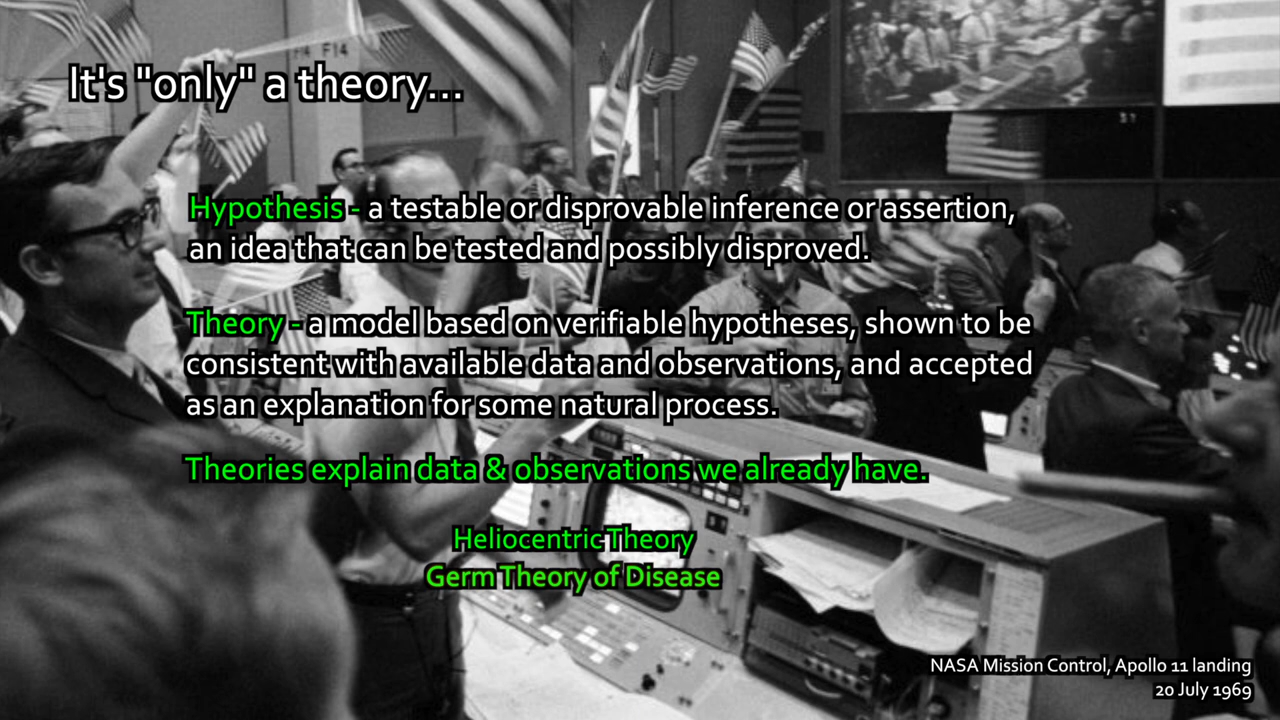 F14
It's "only" a theory...
Hypothesis - a testable or disprovable inference or assertion,
an idea that can be tested and possibly disproved.
Theory - a model based on verifiable hypotheses, shown to be
consistent with available data and observations, and accepted
as an explanation for some natural process.
Theories explain data & observations we already have.
Heliocentric Theory
Germ Theory of Disease
NASA Mission Control, Apollo 11 landing
20 July 1969